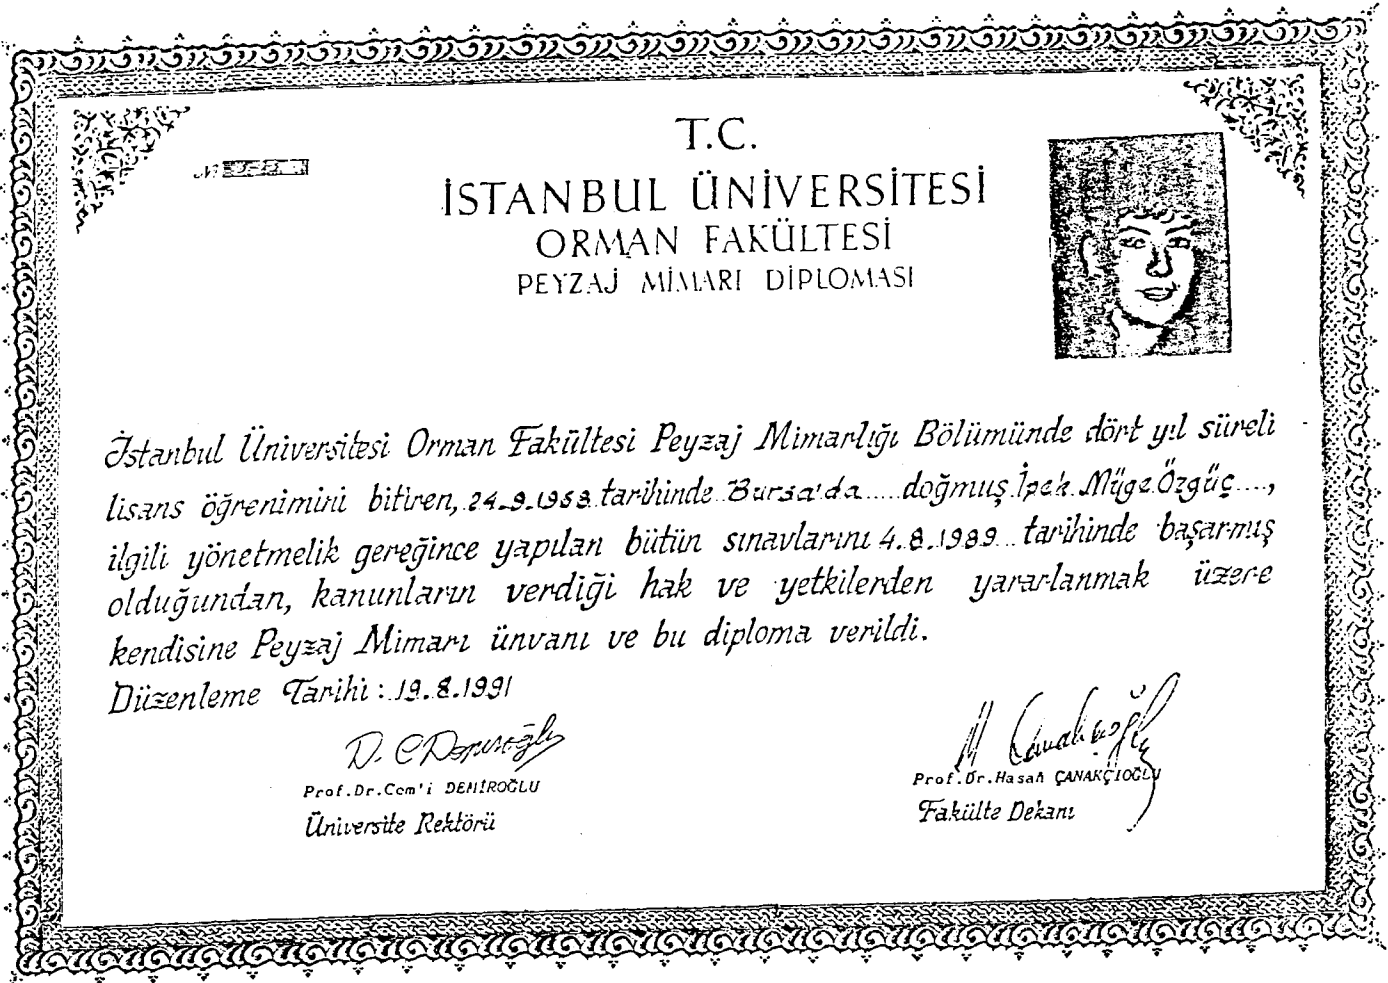 T.C.
İSTANBUL ÜNİVERSİTESİ
ORMAN FAKÜLTESİ
PEYZAJ MİMARI DİPLOMASI
İstanbul Üniversitesi Orman Fakültesi Peyzaj Mimarlığı Bölümünde dört yıl süreli
lisans öğrenimini bitiren, tarihinde Bursa'da.....doğmuş İpek Müge Özgüç....,
ilgili yönetmelik gereğince yapılan bütün sınavlarını 4.8.1989...tarihinde başarmış
olduğundan, kanunların verdiği hak ve yetkilerden yararlanmak üzere
kendisine Peyzaj Mimarı ünvanı ve bu diploma verildi.
Düzenleme Tarihi : 19.8.1991
Prof.Dr.Cem'i DEMİROĞLU
Üniversite Rektörü
Prof.Dr.Hasan ÇANAKÇIOĞLU
Fakülte Dekanı